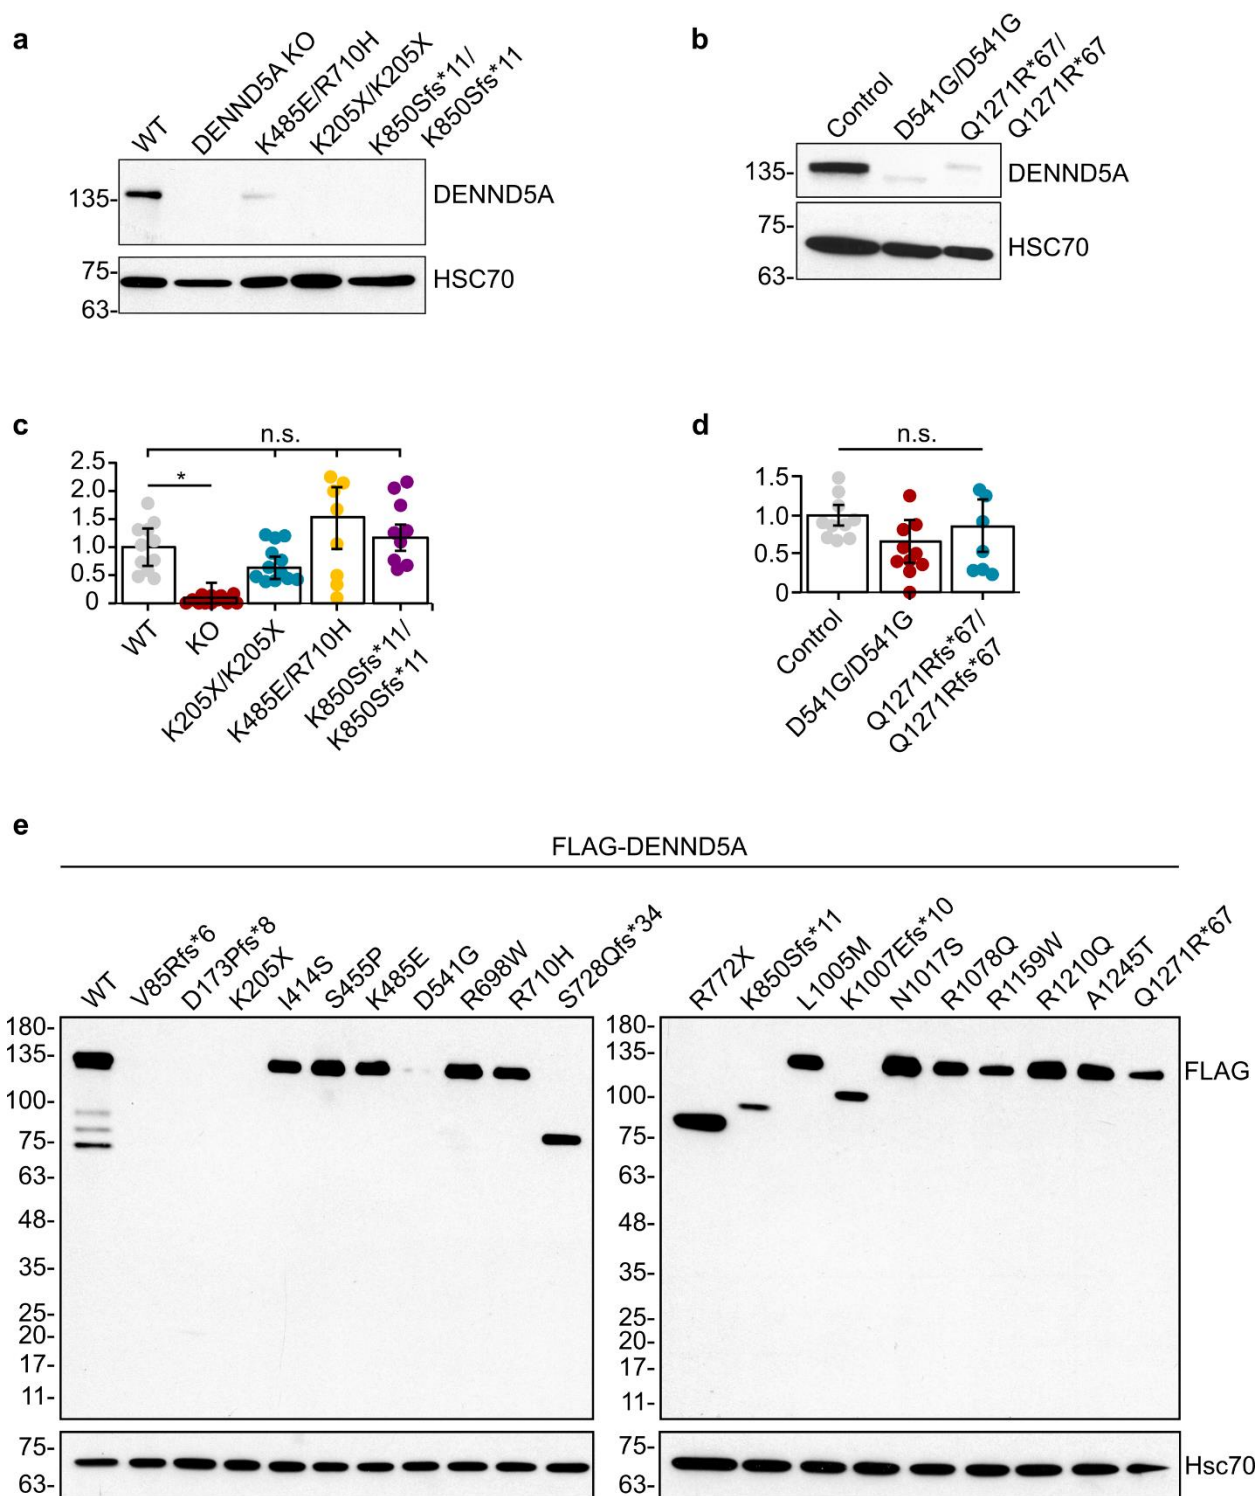 a
WT
DENND5A KO
K485E/R710H
K205X/K205X
K850Sfs*11/
K850Sfs*11
135-
DENND5A
75-
HSC70
63-
b
Control
D541G/D541G
Q1271R*67/
Q1271R*67
135-
DENND5A
75-
HSC70
63-
c
n.s.
*
2.5
2.0
1.5
1.0
0.5
0
WT
KO
K205X/K205X
K485E/R710H
K850Sfs*11/
K850Sfs*11
d
n.s.
1.5
1.0
0.5
0
Control
D541G/D541G
Q1271Rfs*67/
Q1271Rfs*67
e
FLAG-DENND5A
WT
V85Rfs*6
D173Pfs*8
K205X
I414S
S455P
K485E
D541G
R698W
R710H
S728Qfs*34
180-
135-
100-
75-
63-
48-
35-
25-
20-
17-
11-
75-
63-
R772X
K850Sfs*11
L1005M
K1007Efs*10
N1017S
R1078Q
R1159W
R1210Q
A1245T
Q1271R*67
180-
135-
FLAG
100-
75-
63-
48-
35-
25-
20-
17-
11-
75-
Hsc70
63-